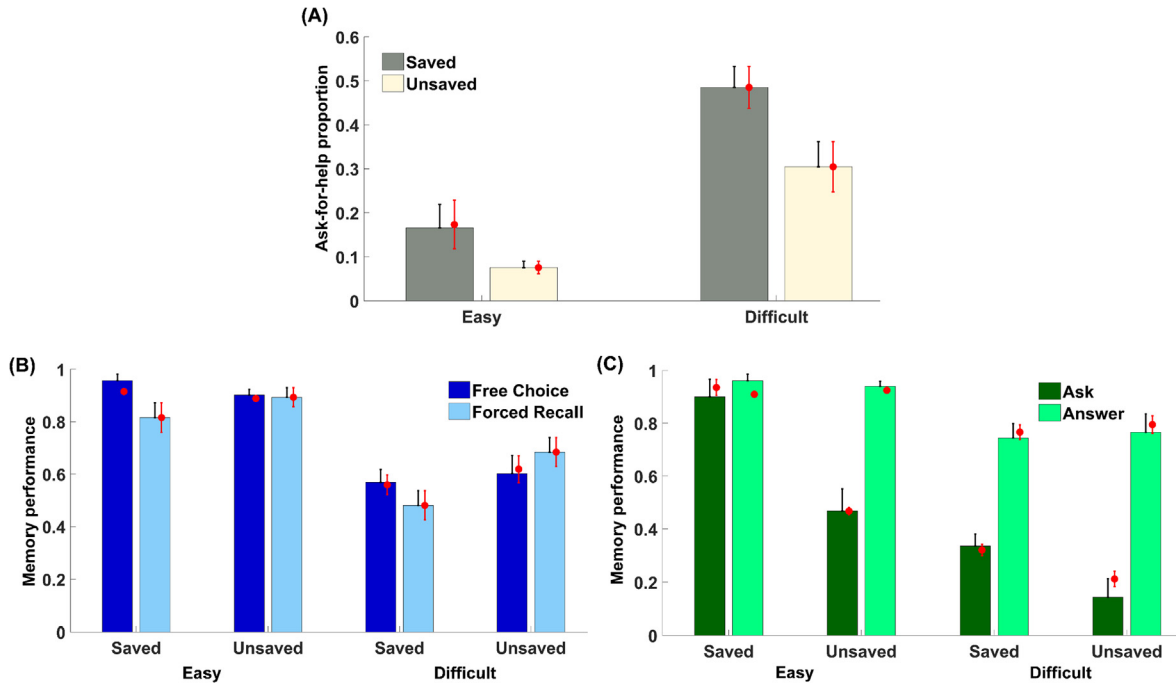 (A)
0.6
0.5
0.4
0.3
0.2
0.1
0
Ask-for-help proportion
Saved
Unsaved
Easy
Difficult
(B)
1
0.8
0.6
0.4
0.2
0
Memory performance
Free Choice
Forced Recall
Saved Unsaved Saved Unsaved
Easy Difficult
(C)
1
0.8
0.6
0.4
0.2
0
Memory performance
Ask
Answer
Saved Unsaved Saved Unsaved
Easy Difficult